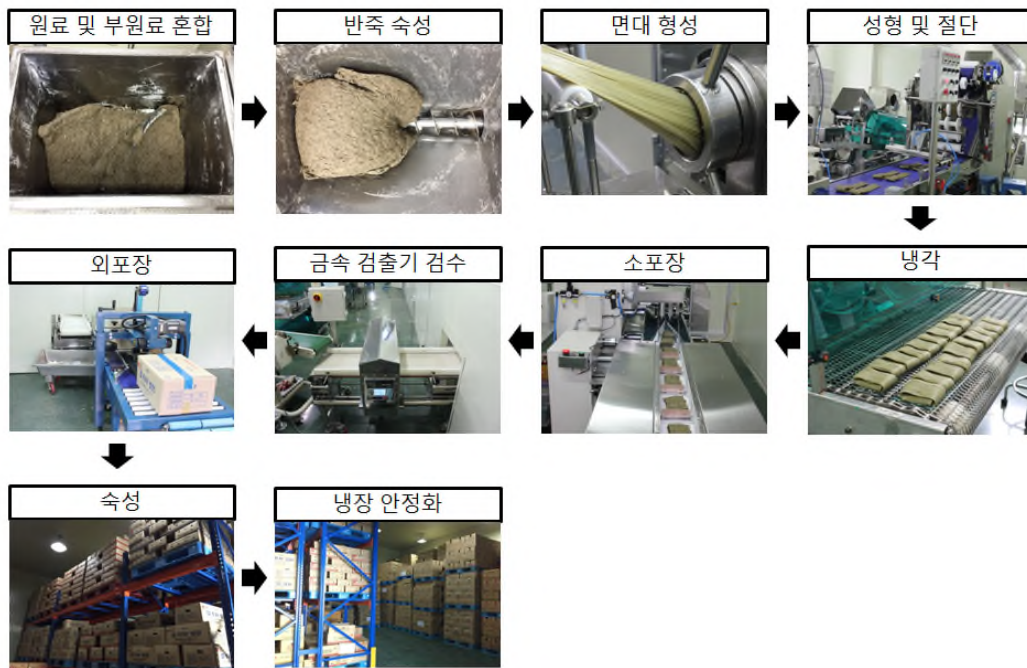 원료 및 부원료 혼합
반죽 숙성
면대 형성
성형 및 절단
냉각
소포장
금속 검출기 검수
외포장
숙성
냉장 안정화